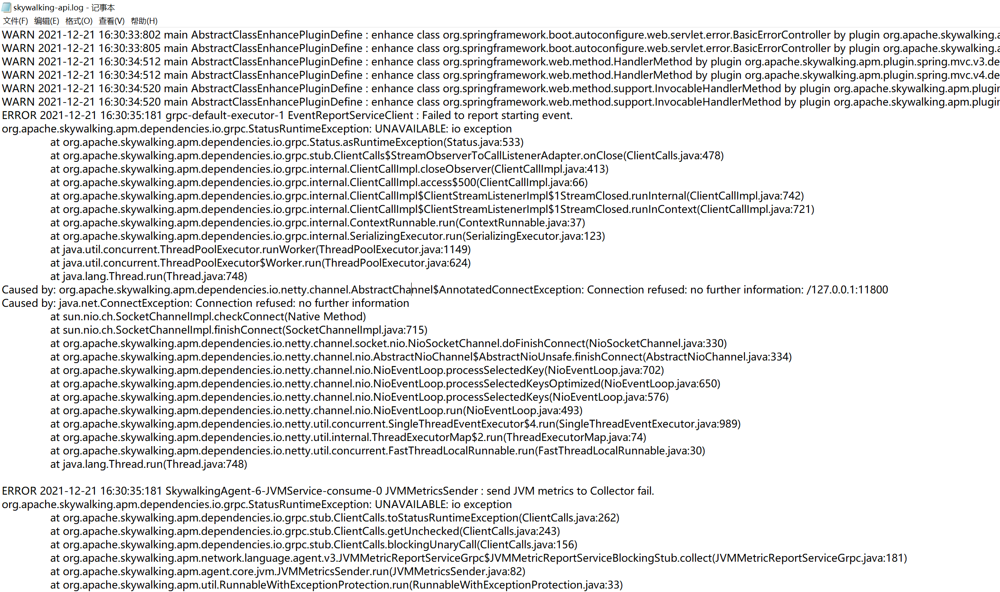 skywalking-api.log - 记事本
文件(F) 编辑(E) 格式(O) 查看(V) 帮助(H)
WARN 2021-12-21 16:30:33:802 main AbstractClassEnhancePluginDefine : enhance class org.springframework.boot.autoconfigure.web.servlet.error.BasicErrorController by plugin org.apache.skywalking.a
WARN 2021-12-21 16:30:33:805 main AbstractClassEnhancePluginDefine : enhance class org.springframework.boot.autoconfigure.web.servlet.error.BasicErrorController by plugin org.apache.skywalking.a
WARN 2021-12-21 16:30:34:512 main AbstractClassEnhancePluginDefine : enhance class org.springframework.web.method.HandlerMethod by plugin org.apache.skywalking.apm.plugin.spring.mvc.v3.de
WARN 2021-12-21 16:30:34:512 main AbstractClassEnhancePluginDefine : enhance class org.springframework.web.method.HandlerMethod by plugin org.apache.skywalking.apm.plugin.spring.mvc.v4.de
WARN 2021-12-21 16:30:34:520 main AbstractClassEnhancePluginDefine : enhance class org.springframework.web.method.support.InvocableHandlerMethod by plugin org.apache.skywalking.apm.plugin
WARN 2021-12-21 16:30:34:520 main AbstractClassEnhancePluginDefine : enhance class org.springframework.web.method.support.InvocableHandlerMethod by plugin org.apache.skywalking.apm.plugin
ERROR 2021-12-21 16:30:35:181 grpc-default-executor-1 EventReportServiceClient : Failed to report starting event.
org.apache.skywalking.apm.dependencies.io.grpc.StatusRuntimeException: UNAVAILABLE: io exception
at org.apache.skywalking.apm.dependencies.io.grpc.Status.asRuntimeException(Status.java:533)
at org.apache.skywalking.apm.dependencies.io.grpc.stub.ClientCalls$StreamObserverToCallListenerAdapter.onClose(ClientCalls.java:478)
at org.apache.skywalking.apm.dependencies.io.grpc.internal.ClientCallImpl.closeObserver(ClientCallImpl.java:413)
at org.apache.skywalking.apm.dependencies.io.grpc.internal.ClientCallImpl.access$500(ClientCallImpl.java:66)
at org.apache.skywalking.apm.dependencies.io.grpc.internal.ClientCallImpl$ClientStreamListenerImpl$1StreamClosed.runInternal(ClientCallImpl.java:742)
at org.apache.skywalking.apm.dependencies.io.grpc.internal.ClientCallImpl$ClientStreamListenerImpl$1StreamClosed.runInContext(ClientCallImpl.java:721)
at org.apache.skywalking.apm.dependencies.io.grpc.internal.ContextRunnable.run(ContextRunnable.java:37)
at org.apache.skywalking.apm.dependencies.io.grpc.internal.SerializingExecutor.run(SerializingExecutor.java:123)
at java.util.concurrent.ThreadPoolExecutor.runWorker(ThreadPoolExecutor.java:1149)
at java.util.concurrent.ThreadPoolExecutor$Worker.run(ThreadPoolExecutor.java:624)
at java.lang.Thread.run(Thread.java:748)
Caused by: org.apache.skywalking.apm.dependencies.io.netty.channel.AbstractChannel$AnnotatedConnectException: Connection refused: no further information: /127.0.0.1:11800
Caused by: java.net.ConnectException: Connection refused: no further information
at sun.nio.ch.SocketChannelImpl.checkConnect(Native Method)
at sun.nio.ch.SocketChannelImpl.finishConnect(SocketChannelImpl.java:715)
at org.apache.skywalking.apm.dependencies.io.netty.channel.socket.nio.NioSocketChannel.doFinishConnect(NioSocketChannel.java:330)
at org.apache.skywalking.apm.dependencies.io.netty.channel.nio.AbstractNioChannel$AbstractNioUnsafe.finishConnect(AbstractNioChannel.java:334)
at org.apache.skywalking.apm.dependencies.io.netty.channel.nio.NioEventLoop.processSelectedKey(NioEventLoop.java:702)
at org.apache.skywalking.apm.dependencies.io.netty.channel.nio.NioEventLoop.processSelectedKeysOptimized(NioEventLoop.java:650)
at org.apache.skywalking.apm.dependencies.io.netty.channel.nio.NioEventLoop.processSelectedKeys(NioEventLoop.java:576)
at org.apache.skywalking.apm.dependencies.io.netty.channel.nio.NioEventLoop.run(NioEventLoop.java:493)
at org.apache.skywalking.apm.dependencies.io.netty.util.concurrent.SingleThreadEventExecutor$4.run(SingleThreadEventExecutor.java:989)
at org.apache.skywalking.apm.dependencies.io.netty.util.internal.ThreadExecutorMap$2.run(ThreadExecutorMap.java:74)
at org.apache.skywalking.apm.dependencies.io.netty.util.concurrent.FastThreadLocalRunnable.run(FastThreadLocalRunnable.java:30)
at java.lang.Thread.run(Thread.java:748)
ERROR 2021-12-21 16:30:35:181 SkywalkingAgent-6-JVMService-consume-0 JVMMetricsSender : send JVM metrics to Collector fail.
org.apache.skywalking.apm.dependencies.io.grpc.StatusRuntimeException: UNAVAILABLE: io exception
at org.apache.skywalking.apm.dependencies.io.grpc.stub.ClientCalls.toStatusRuntimeException(ClientCalls.java:262)
at org.apache.skywalking.apm.dependencies.io.grpc.stub.ClientCalls.getUnchecked(ClientCalls.java:243)
at org.apache.skywalking.apm.dependencies.io.grpc.stub.ClientCalls.blockingUnaryCall(ClientCalls.java:156)
at org.apache.skywalking.apm.network.language.agent.v3.JVMMetricReportServiceGrpc$JVMMetricReportServiceBlockingStub.collect(JVMMetricReportServiceGrpc.java:181)
at org.apache.skywalking.apm.agent.core.jvm.JVMMetricsSender.run(JVMMetricsSender.java:82)
at org.apache.skywalking.apm.util.RunnableWithExceptionProtection.run(RunnableWithExceptionProtection.java:33)